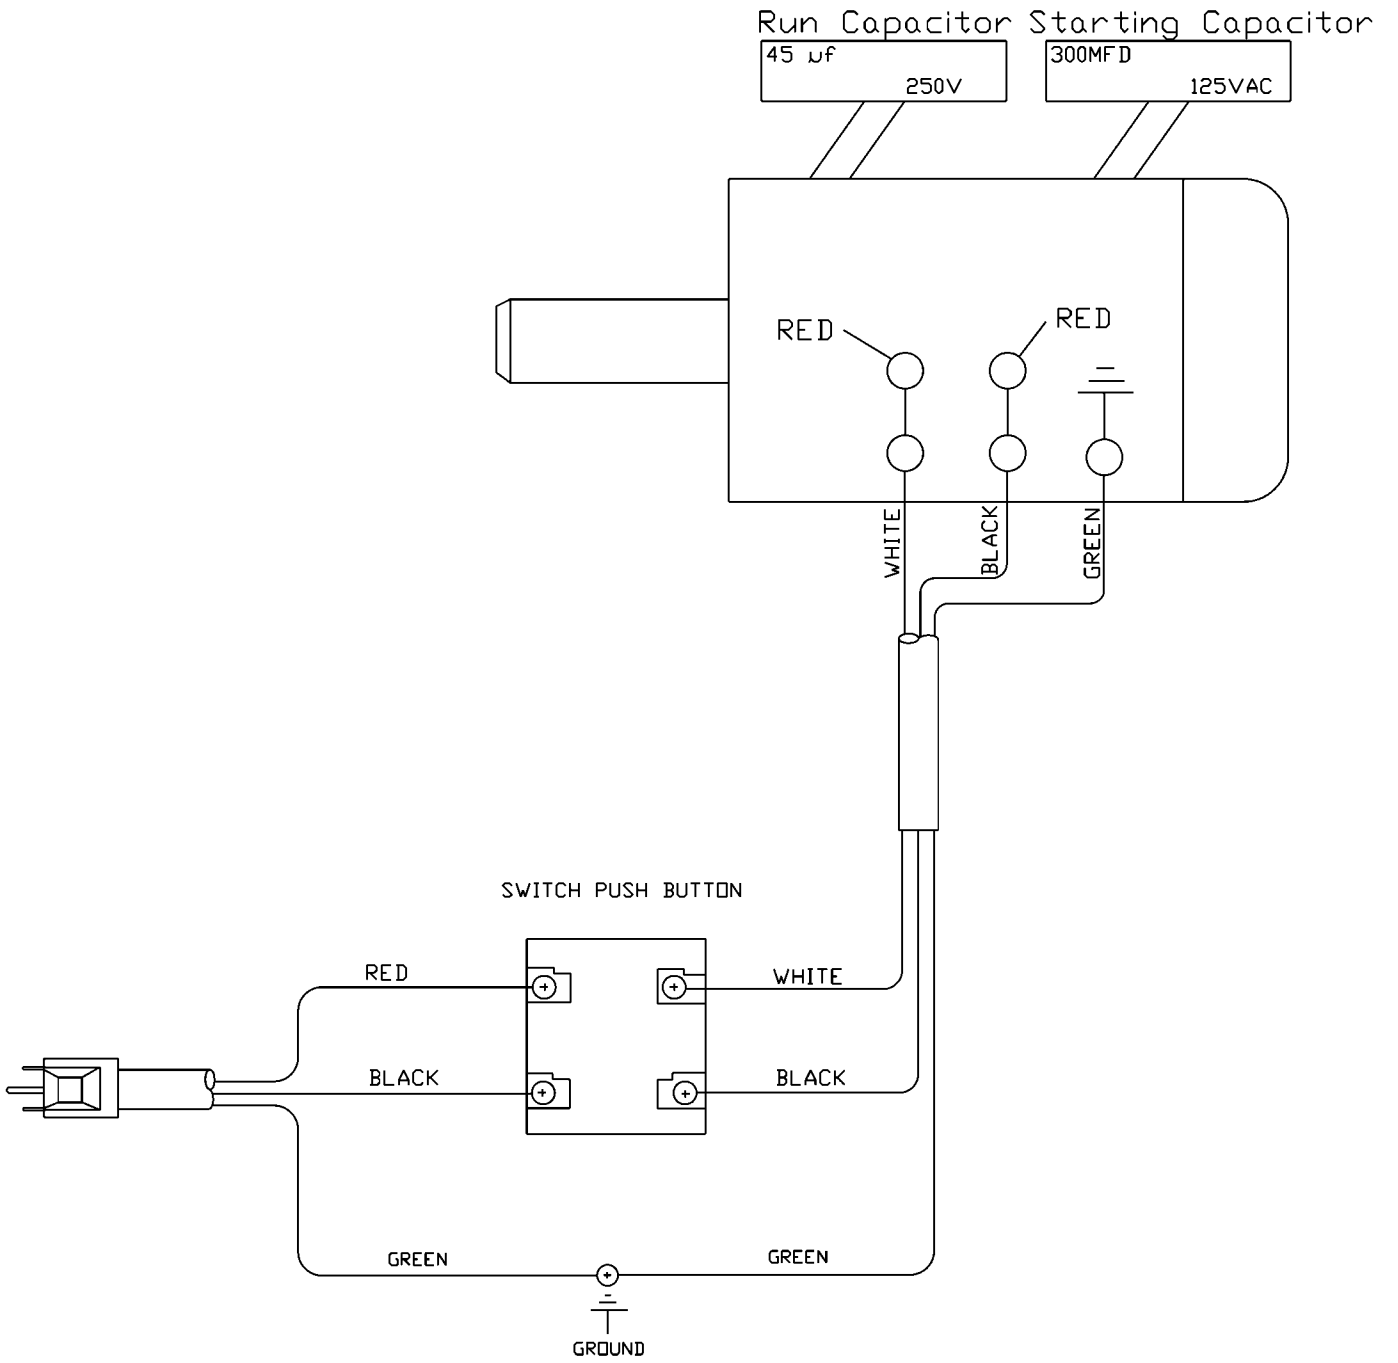 Run Capacitor Starting Capacitor
45 µf
300MFD
250V
125VAC
RED
RED
WHITE
BLACK
GREEN
SWITCH PUSH BUTTON
RED
WHITE
BLACK
BLACK
GREEN
GREEN
GROUND